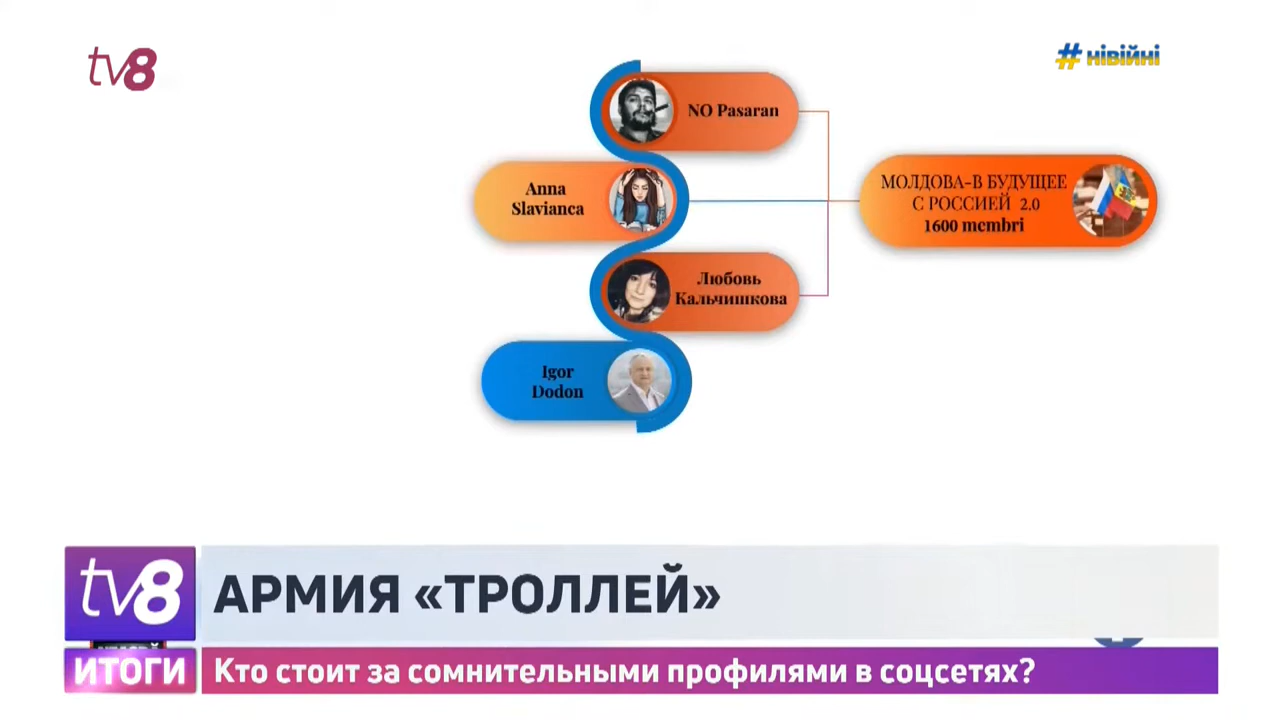 tv8
#нівійні
NO Pasaran
Anna
Slavianca
МОЛДОВА-В БУДУЩЕЕ
С РОССИЕЙ 2.0
1600 membri
Любовь
Кальчишкова
Igor
Dodon
tv8
АРМИЯ «ТРОЛЛЕЙ»
ИТОГИ
Кто стоит за сомнительными профилями в соцсетях?